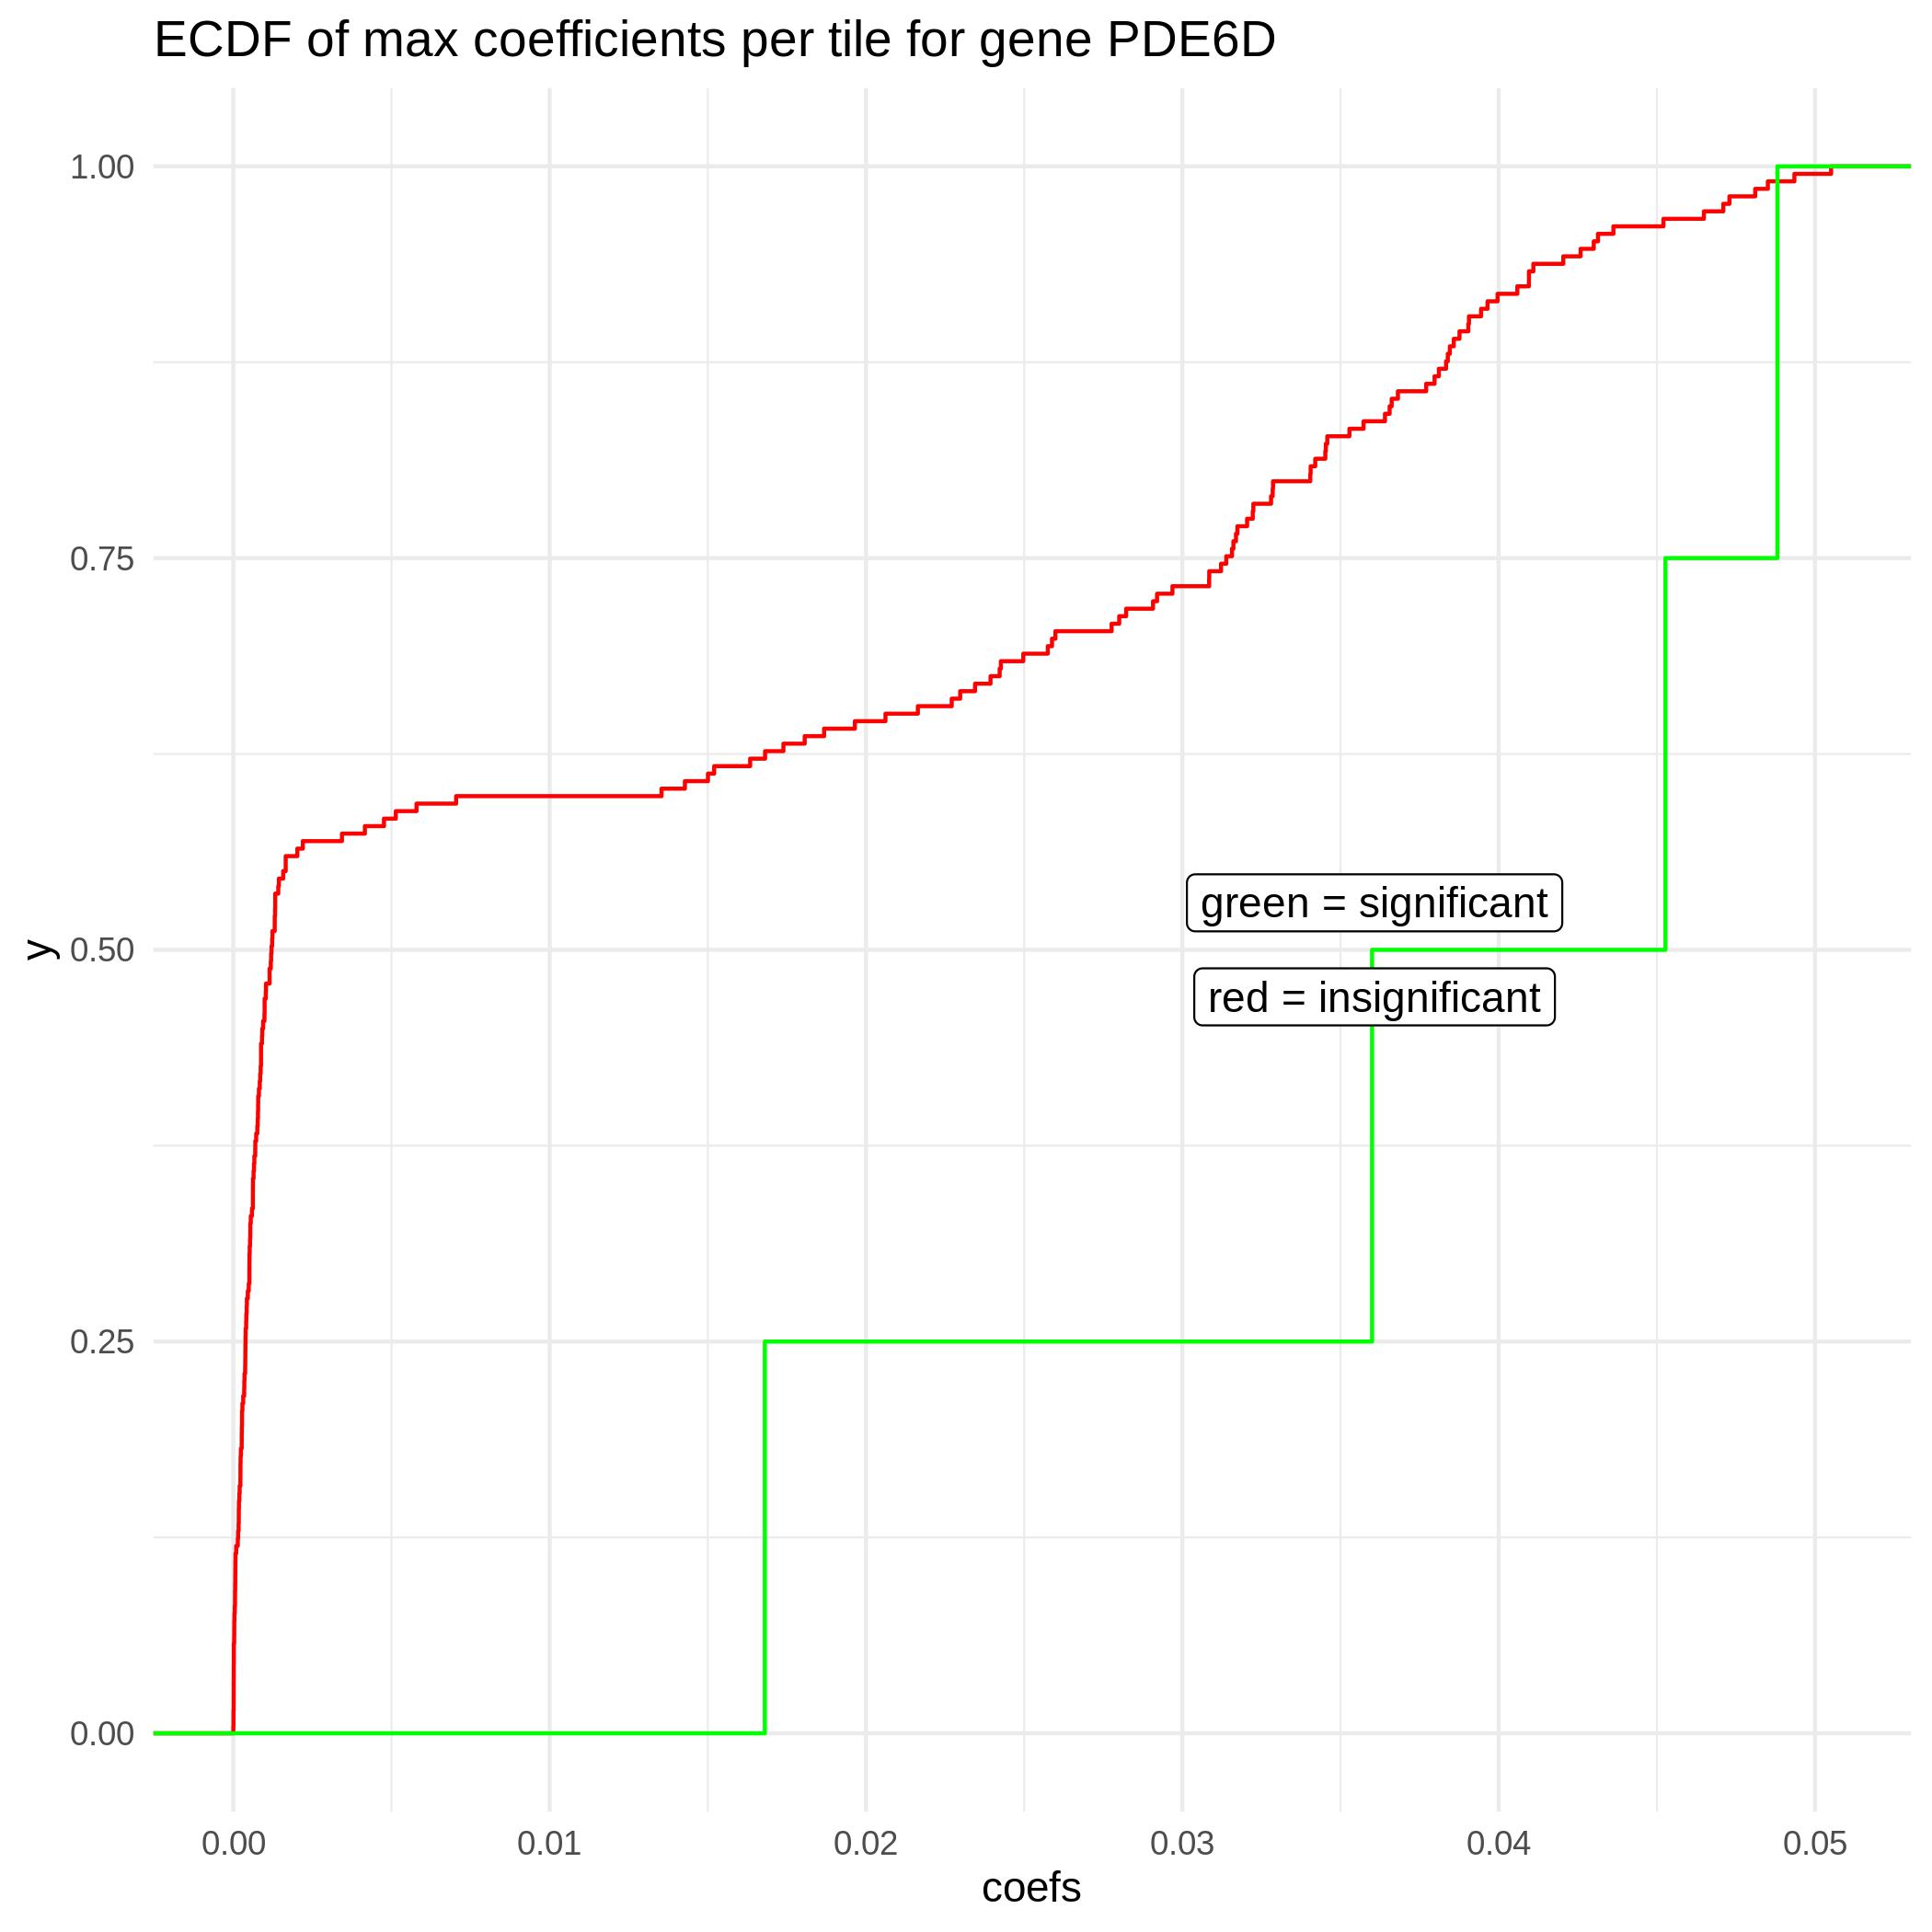 ECDF of max coefficients per tile for gene PDE6D
1.00
0.75
0.50
0.25
0.00
y
green = significant
red = insignificant
0.00 0.01 0.02 0.03 0.04 0.05
coefs